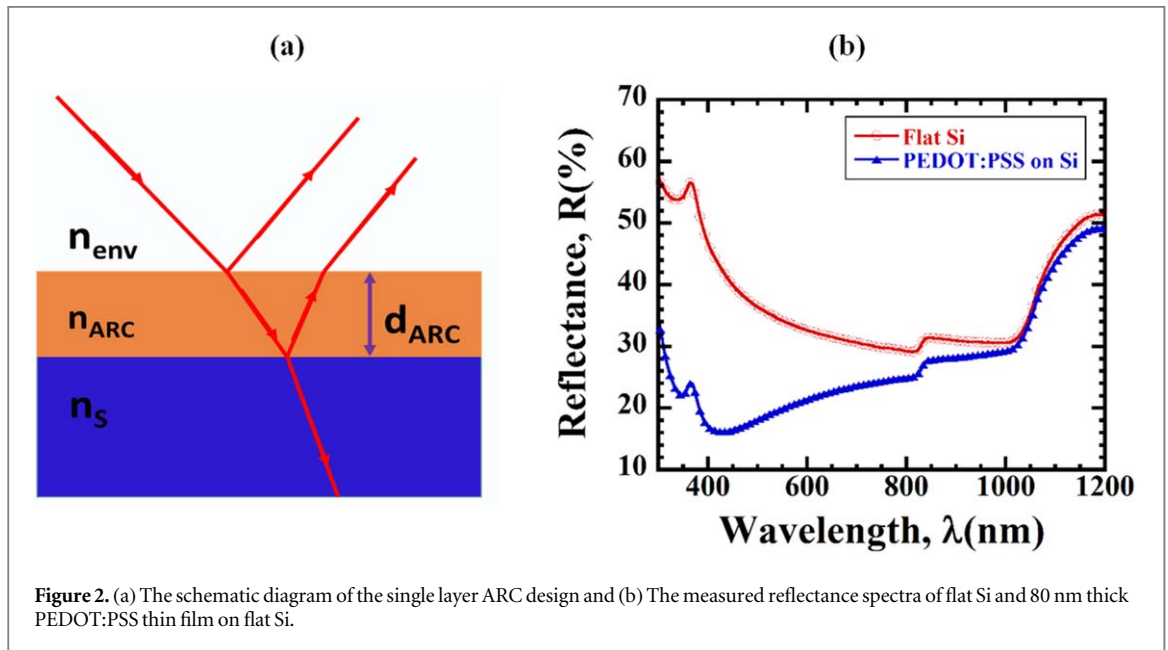 (a)
n_env
n_ARC
d_ARC
n_S
(b)
Reflectance, R(%)
70
60
50
40
30
20
10
Flat Si
PEDOT:PSS on Si
400 600 800 1000 1200
Wavelength, λ(nm)
Figure 2. (a) The schematic diagram of the single layer ARC design and (b) The measured reflectance spectra of flat Si and 80 nm thick
PEDOT:PSS thin film on flat Si.